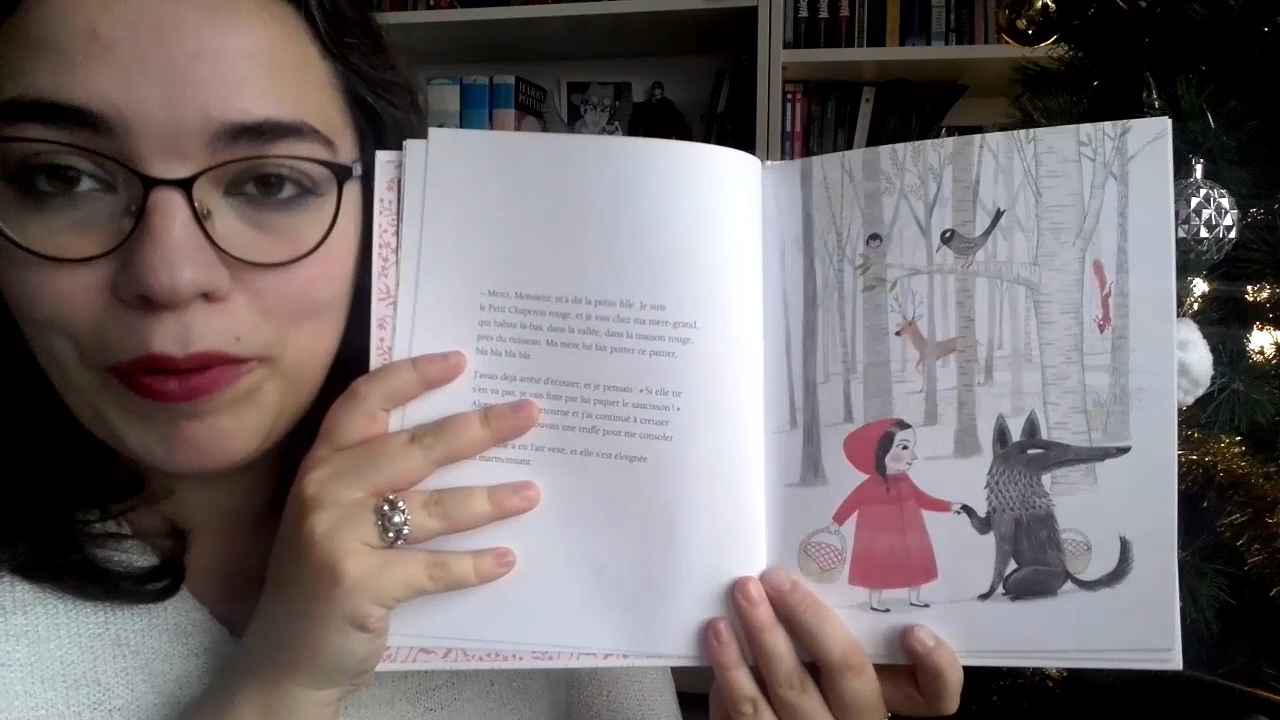 HARRY
POTTER
– Merci, Monsieur, m'a dit la petite fille. Je suis
le Petit Chaperon rouge, et je vais chez ma mère-grand,
qui habite là-bas, dans la vallée, dans la maison rouge,
près du ruisseau. Ma mère lui fait porter ce panier,
bla bla bla bla...
J'avais déjà arrêté d'écouter, et je pensais : « Si elle ne
s'en va pas, je vais finir par lui piquer le saucisson ! »
retourné et j'ai continué à creuser
une truffe pour me consoler
a eu l'air vexé, et elle s'est éloignée
marmonnant.